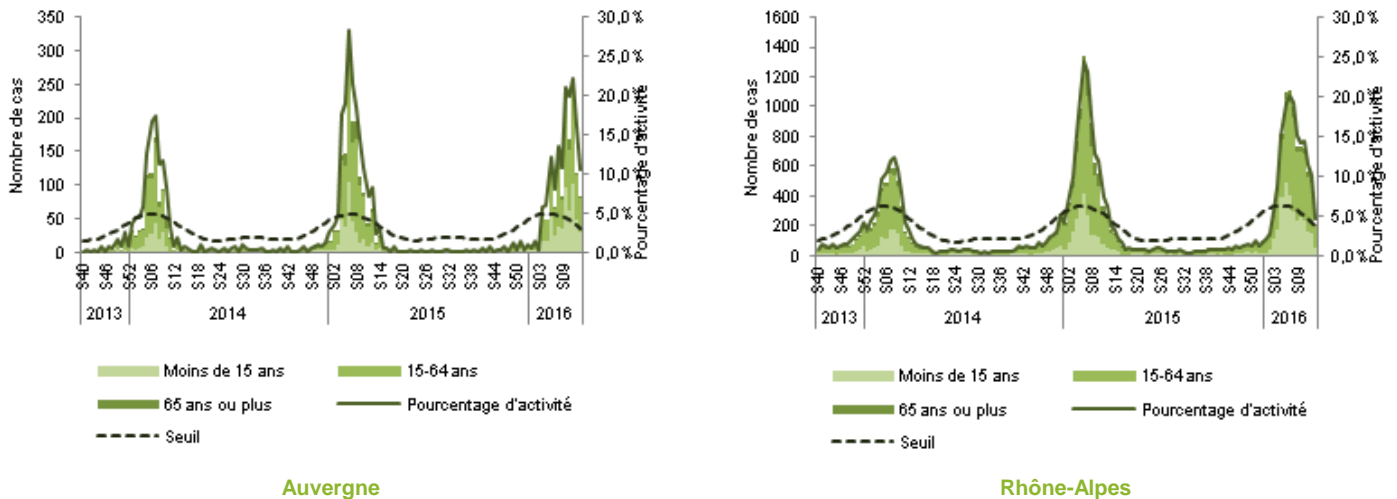 350
300
250
200
150
100
50
0
Nombre de cas
30,0%
25,0%
20,0%
15,0%
10,0%
5,0%
0,0%
Pourcentage d'activité
S40
S46
S52
S06
S12
S18
S24
S30
S36
S42
S48
S02
S08
S14
S20
S26
S32
S38
S44
S50
S03
S09
2013
2014
2015
2016
Moins de 15 ans
15-64 ans
65 ans ou plus
Pourcentage d'activité
Seuil
Auvergne
1600
1400
1200
1000
800
600
400
200
0
Nombre de cas
30,0%
25,0%
20,0%
15,0%
10,0%
5,0%
0,0%
Pourcentage d'activité
S40
S46
S52
S06
S12
S18
S24
S30
S36
S42
S48
S02
S08
S14
S20
S26
S32
S38
S44
S50
S03
S09
2013
2014
2015
2016
Moins de 15 ans
15-64 ans
65 ans ou plus
Pourcentage d'activité
Seuil
Rhône-Alpes